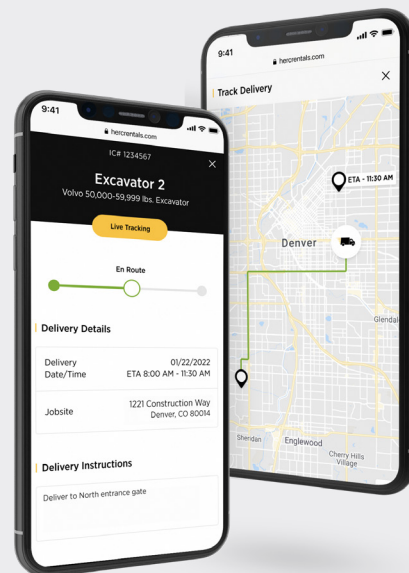 9:41
hercrentals.com
IC# 1234567
Excavator 2
Volvo 50,000-59,999 lbs. Excavator
Live Tracking
En Route
Delivery Details
Delivery Date/Time
01/22/2022
ETA 8:00 AM - 11:30 AM
Jobsite
1221 Construction Way
Denver, CO 80014
Delivery Instructions
Deliver to North entrance gate
9:41
hercrentals.com
Track Delivery
ETA - 11:30 AM
Denver
Glendal
Sheridan
Englewood
Cherry Hills
Village